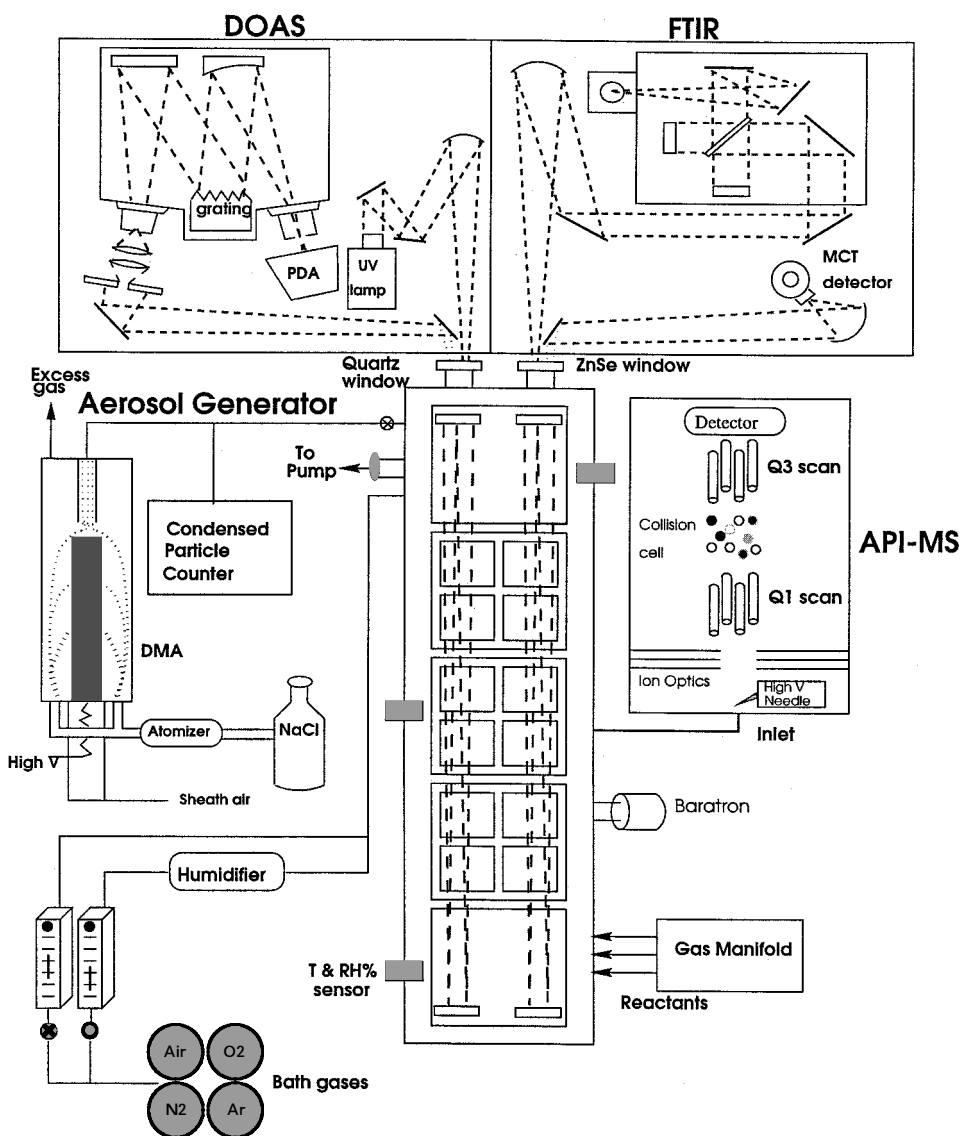 DOAS
FTIR
grating
PDA
UV
lamp
MCT
detector
Quartz
window
ZnSe window
Excess
gas
Aerosol Generator
To
Pump
Condensed
Particle
Counter
DMA
Detector
Q3 scan
Collision
cell
API-MS
Q1 scan
Ion Optics
High V
Needle
Inlet
NaCl
Atomizer
High V
Sheath air
Baratron
Humidifier
T & RH%
sensor
Gas Manifold
Reactants
Air
O2
N2
Ar
Bath gases